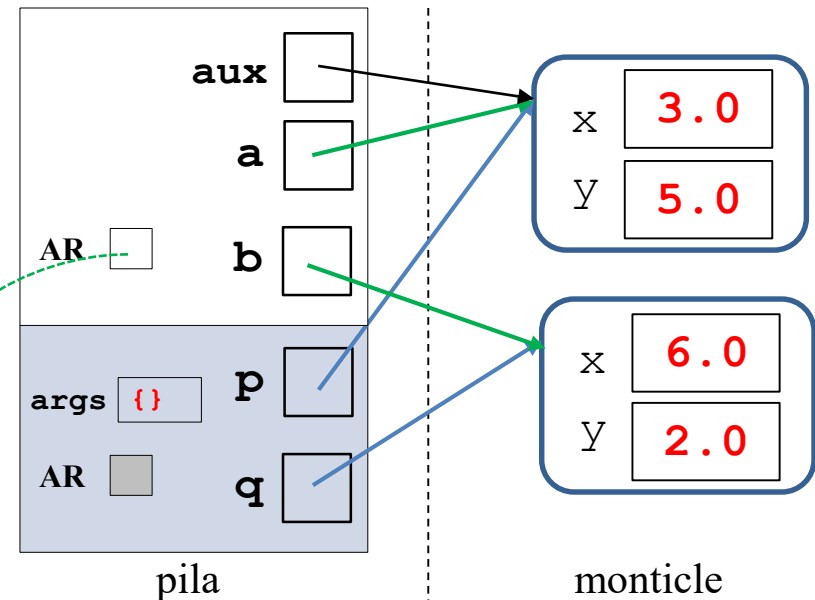 aux
a
AR
b
args {}
p
AR
q
x 3.0
y 5.0
x 6.0
y 2.0
pila
monticle